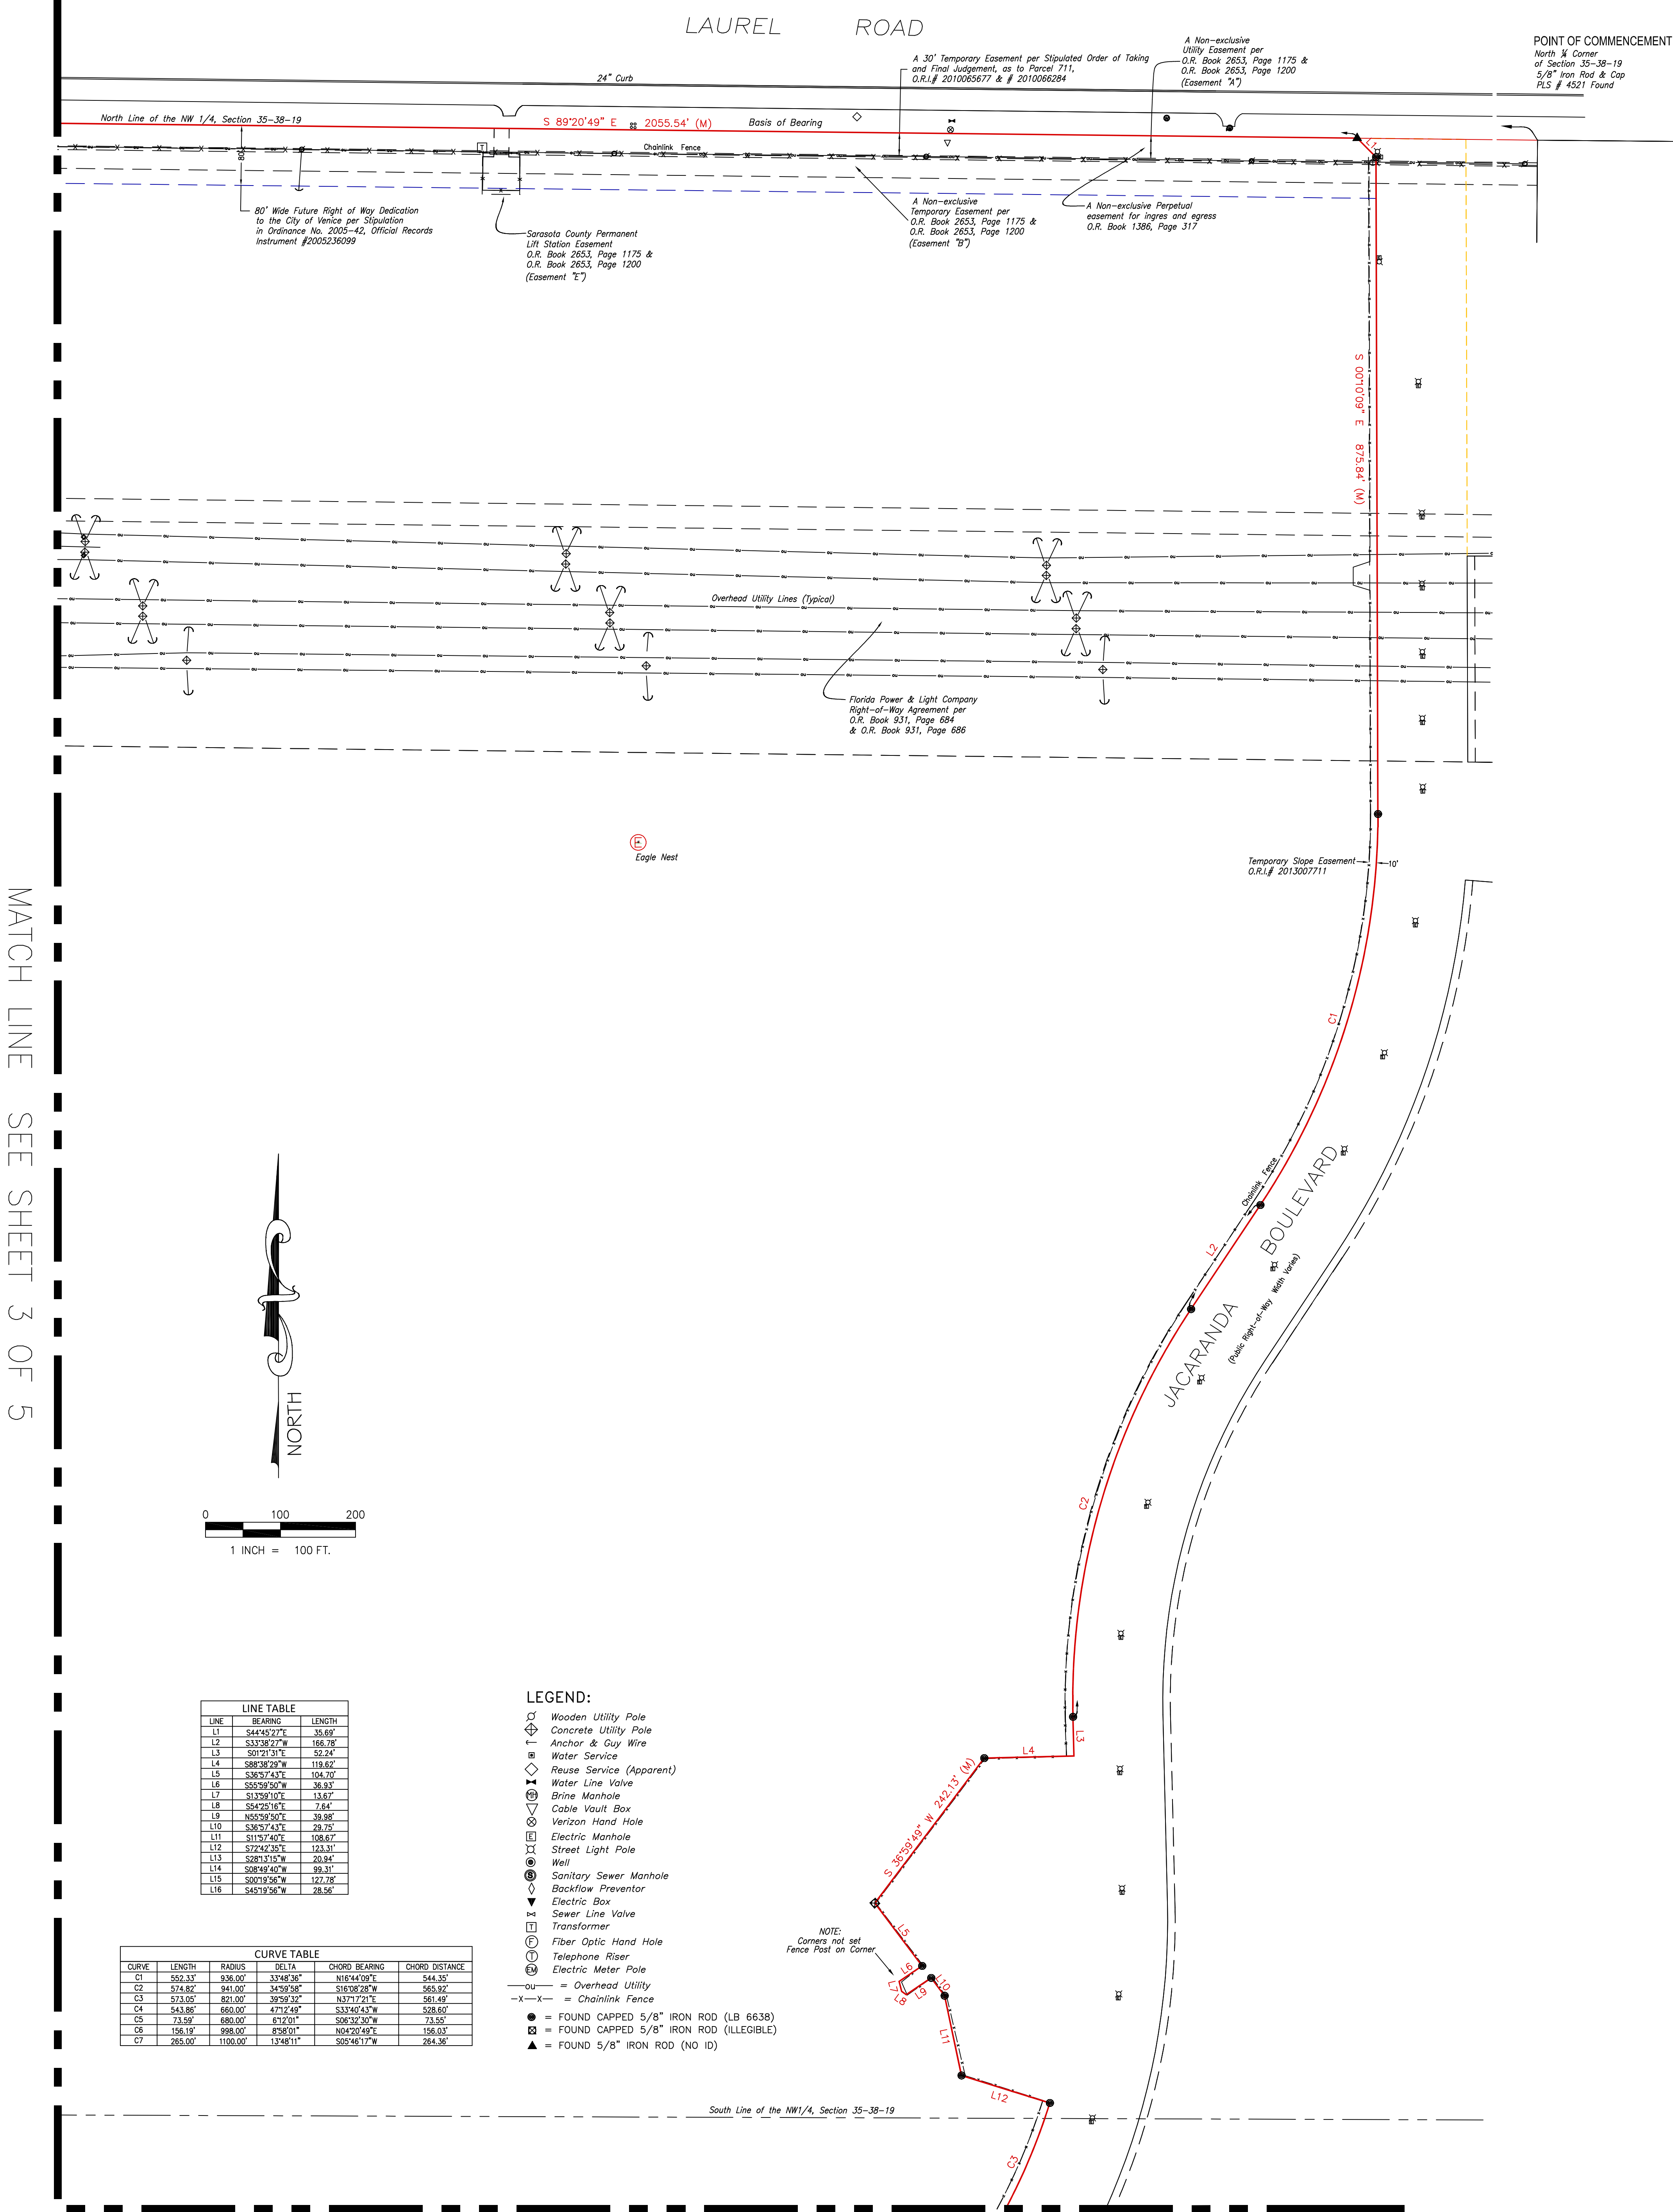 LAUREL ROAD
POINT OF COMMENCEMENT
North ¼ Corner
of Section 35-38-19
5/8" Iron Rod & Cap
PLS # 4521 Found
A Non-exclusive
Utility Easement per
O.R. Book 2653, Page 1175 &
O.R. Book 2653, Page 1200
(Easement "A")
A 30' Temporary Easement per Stipulated Order of Taking
and Final Judgement, as to Parcel 711,
O.R.I.# 2010065677 & # 2010066284
24" Curb
North Line of the NW 1/4, Section 35-38-19
S 89°20'49" E 2055.54' (M)
Basis of Bearing
L1
Chainlink Fence
T
80'
80' Wide Future Right of Way Dedication
to the City of Venice per Stipulation
in Ordinance No. 2005-42, Official Records
Instrument #2005236099
Sarasota County Permanent
Lift Station Easement
O.R. Book 2653, Page 1175 &
O.R. Book 2653, Page 1200
(Easement "E")
A Non-exclusive
Temporary Easement per
O.R. Book 2653, Page 1175 &
O.R. Book 2653, Page 1200
(Easement "B")
A Non-exclusive Perpetual
easement for ingres and egress
O.R. Book 1386, Page 317
S 00°10'09" E 875.84' (M)
Overhead Utility Lines (Typical)
Florida Power & Light Company
Right-of-Way Agreement per
O.R. Book 931, Page 684
& O.R. Book 931, Page 686
E
Eagle Nest
Temporary Slope Easement
O.R.I.# 2013007711
10'
MATCH LINE SEE SHEET 3 OF 5
C1
Chainlink Fence
L2
JACARANDA BOULEVARD
(Public Right-of-Way Width Varies)
C2
NORTH
0 100 200
1 INCH = 100 FT.
L3
L4
S 36°59'49" W 242.13' (M)
L5
NOTE:
Corners not set
Fence Post on Corner
L6
L7
L8
L9
L10
L11
L12
South Line of the NW1/4, Section 35-38-19
C3
LINE TABLE
LINE BEARING LENGTH
L1 S44°45'27"E 35.69'
L2 S33°38'27"W 166.78'
L3 S01°21'31"E 52.24'
L4 S88°38'29"W 119.62'
L5 S36°57'43"E 104.70'
L6 S55°59'50"W 36.93'
L7 S13°59'10"E 13.67'
L8 S54°25'16"E 7.64'
L9 N55°59'50"E 39.98'
L10 S36°57'43"E 29.75'
L11 S11°57'40"E 108.67'
L12 S72°42'35"E 123.31'
L13 S28°13'15"W 20.94'
L14 S08°49'40"W 99.31'
L15 S00°19'56"W 127.78'
L16 S45°19'56"W 28.56'
CURVE TABLE
CURVE LENGTH RADIUS DELTA CHORD BEARING CHORD DISTANCE
C1 552.33' 936.00' 33°48'36" N16°44'09"E 544.35'
C2 574.82' 941.00' 34°59'58" S16°08'28"W 565.92'
C3 573.05' 821.00' 39°59'32" N37°17'21"E 561.49'
C4 543.86' 660.00' 47°12'49" S33°40'43"W 528.60'
C5 73.59' 680.00' 6°12'01" S06°32'30"W 73.55'
C6 156.19' 998.00' 8°58'01" N04°20'49"E 156.03'
C7 265.00' 1100.00' 13°48'11" S05°46'17"W 264.36'
LEGEND:
Wooden Utility Pole
Concrete Utility Pole
Anchor & Guy Wire
Water Service
Reuse Service (Apparent)
Water Line Valve
MH Brine Manhole
Cable Vault Box
Verizon Hand Hole
E Electric Manhole
Street Light Pole
Well
S Sanitary Sewer Manhole
Backflow Preventor
Electric Box
Sewer Line Valve
T Transformer
F Fiber Optic Hand Hole
T Telephone Riser
EM Electric Meter Pole
—ou— = Overhead Utility
—X—X— = Chainlink Fence
= FOUND CAPPED 5/8" IRON ROD (LB 6638)
= FOUND CAPPED 5/8" IRON ROD (ILLEGIBLE)
= FOUND 5/8" IRON ROD (NO ID)